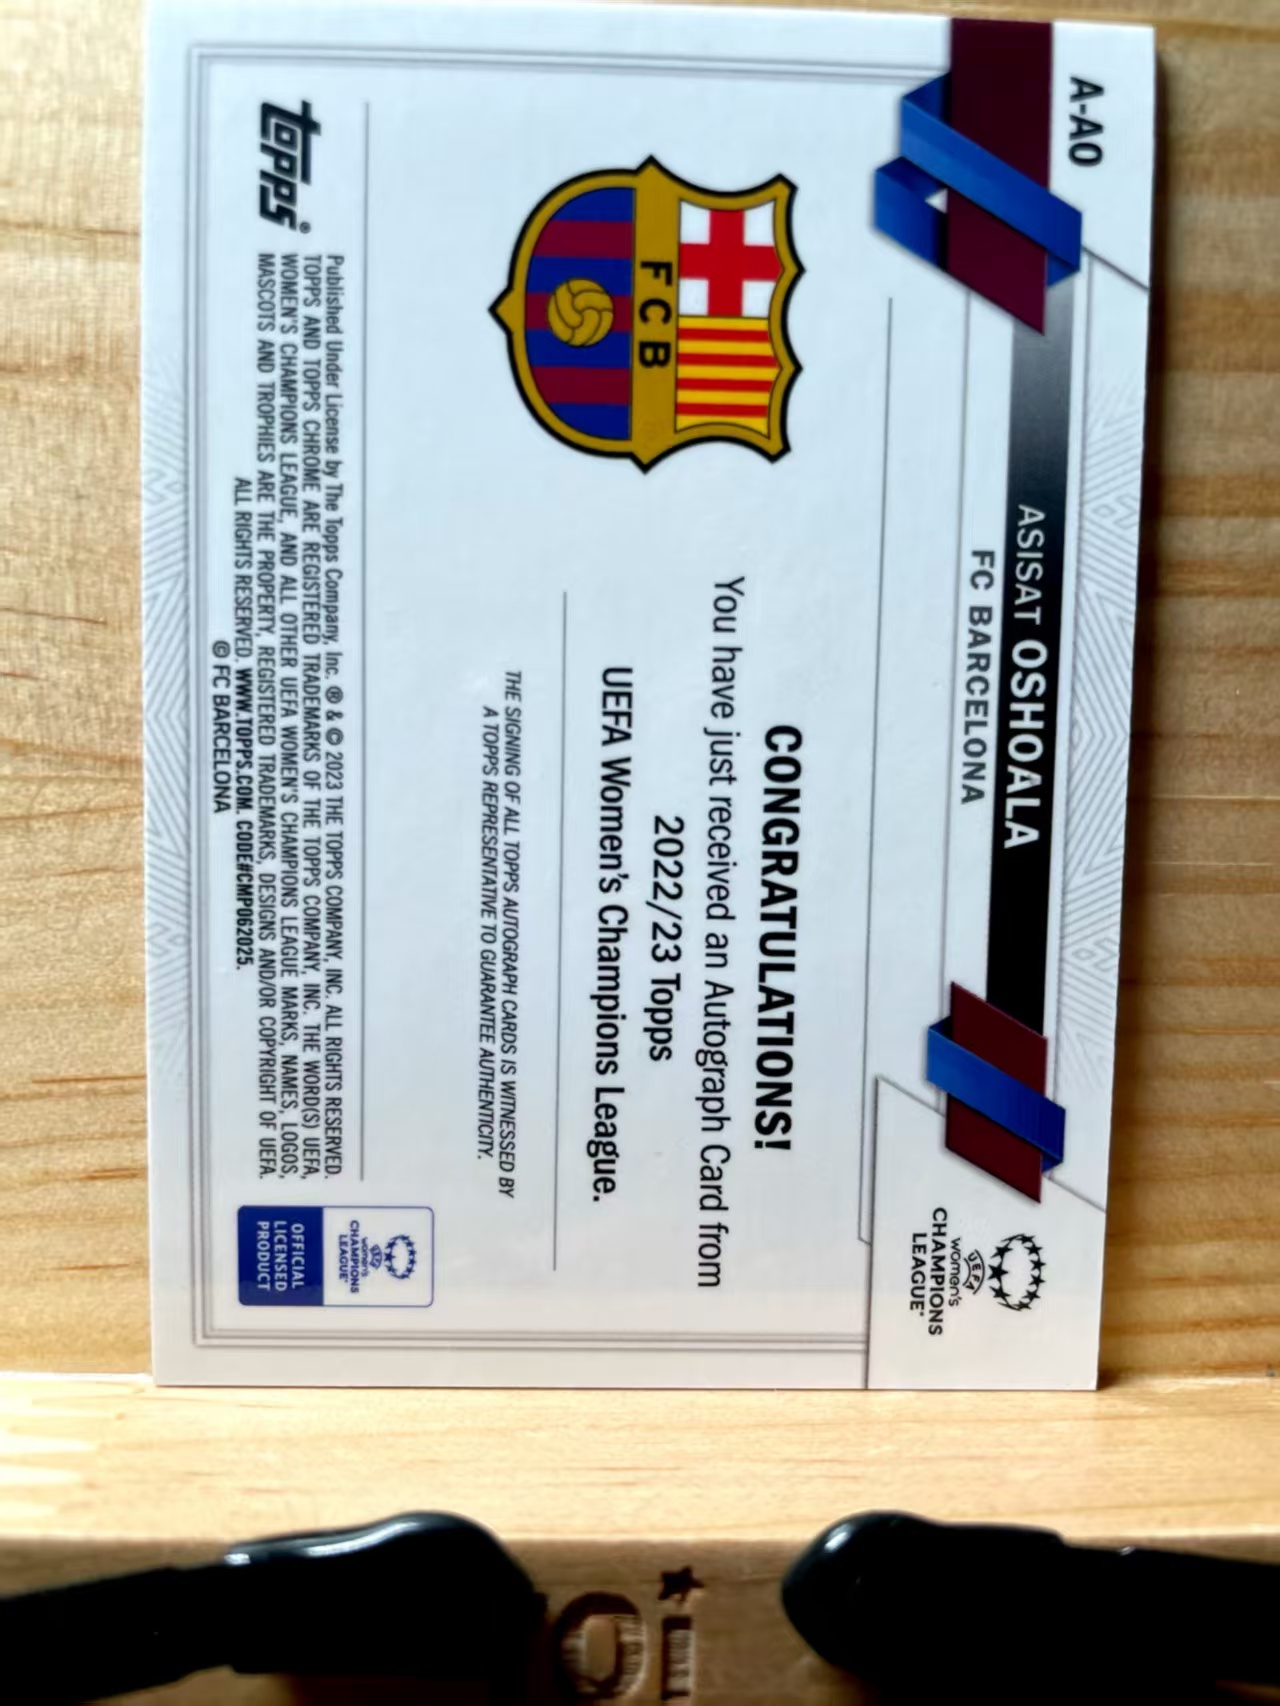 A-AO
ASISAT OSHOALA
FC BARCELONA
UEFA
women's
CHAMPIONS
LEAGUE
FCB
CONGRATULATIONS!
You have just received an Autograph Card from
2022/23 Topps
UEFA Women's Champions League.
THE SIGNING OF ALL TOPPS AUTOGRAPH CARDS IS WITNESSED BY
A TOPPS REPRESENTATIVE TO GUARANTEE AUTHENTICITY.
topps®
Published Under License by The Topps Company, Inc. ® & © 2023 THE TOPPS COMPANY, INC. ALL RIGHTS RESERVED.
TOPPS AND TOPPS CHROME ARE REGISTERED TRADEMARKS OF THE TOPPS COMPANY, INC. THE WORD(S) UEFA,
WOMEN'S CHAMPIONS LEAGUE, AND ALL OTHER UEFA WOMEN'S CHAMPIONS LEAGUE MARKS, NAMES, LOGOS,
MASCOTS AND TROPHIES ARE THE PROPERTY, REGISTERED TRADEMARKS, DESIGNS AND/OR COPYRIGHT OF UEFA.
ALL RIGHTS RESERVED. WWW.TOPPS.COM. CODE#CMP062025.
© FC BARCELONA
UEFA
women's
CHAMPIONS
LEAGUE
OFFICIAL
LICENSED
PRODUCT